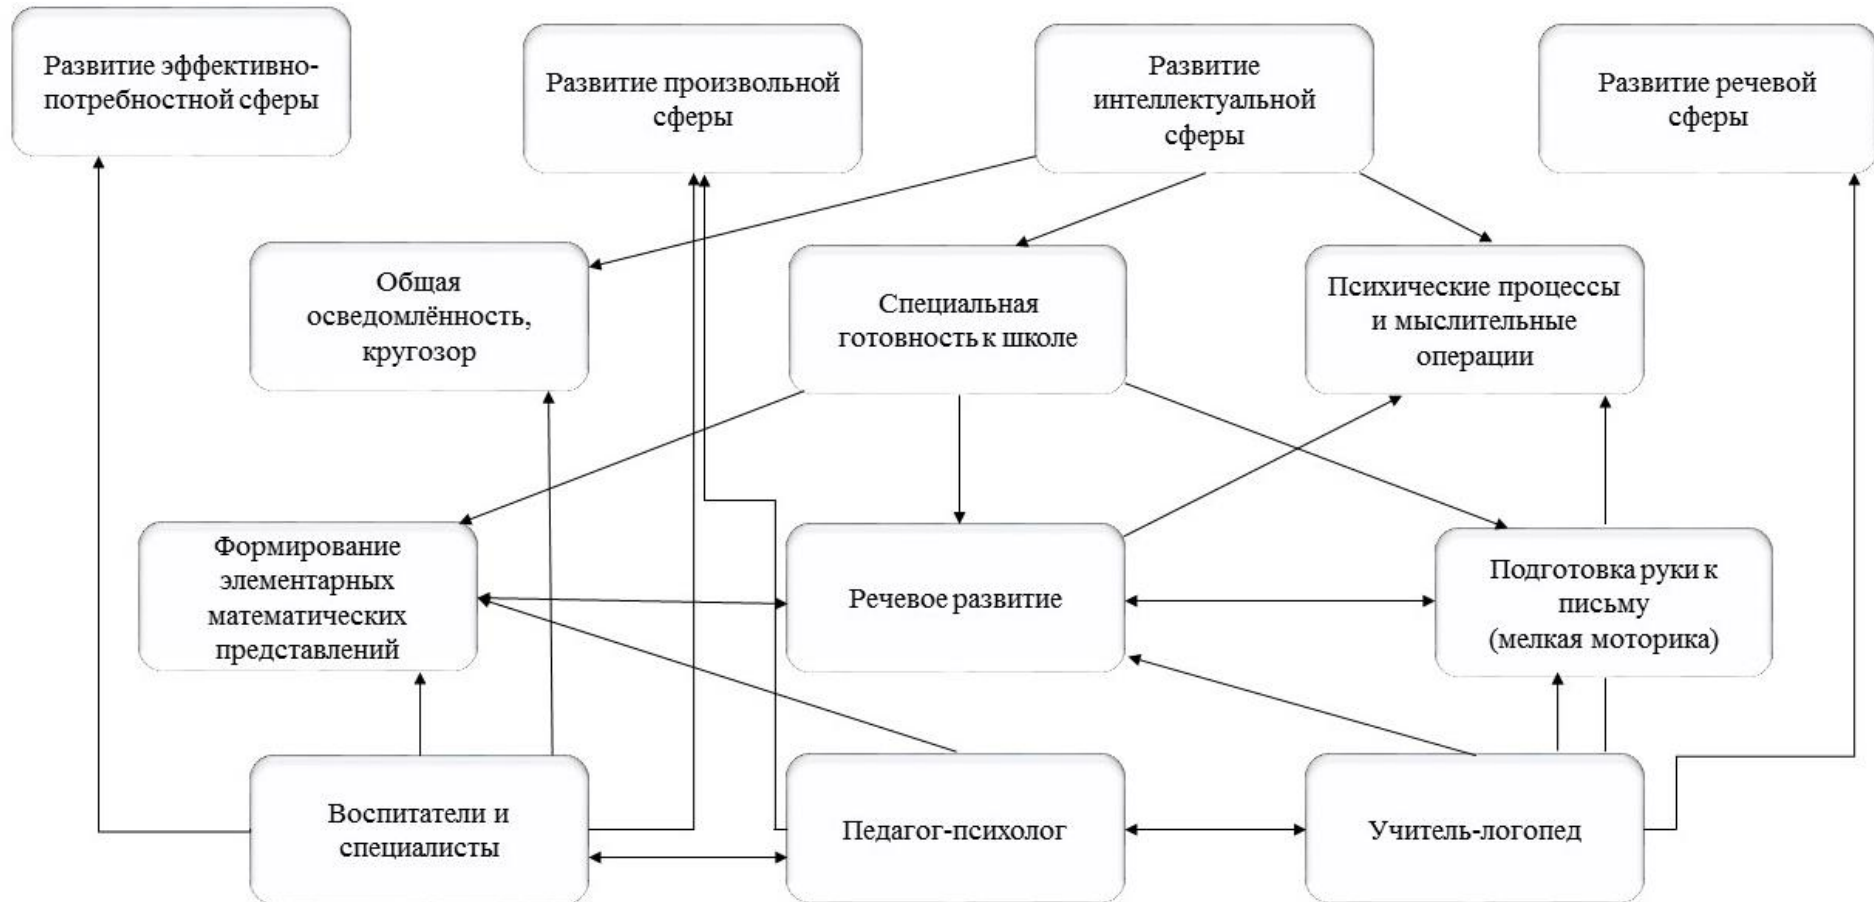 Развитие эффективно-
потребностной сферы
Развитие произвольной
сферы
Развитие
интеллектуальной
сферы
Развитие речевой
сферы
Общая
осведомлённость,
кругозор
Специальная
готовность к школе
Психические процессы
и мыслительные
операции
Формирование
элементарных
математических
представлений
Речевое развитие
Подготовка руки к
письму
(мелкая моторика)
Воспитатели и
специалисты
Педагог-психолог
Учитель-логопед